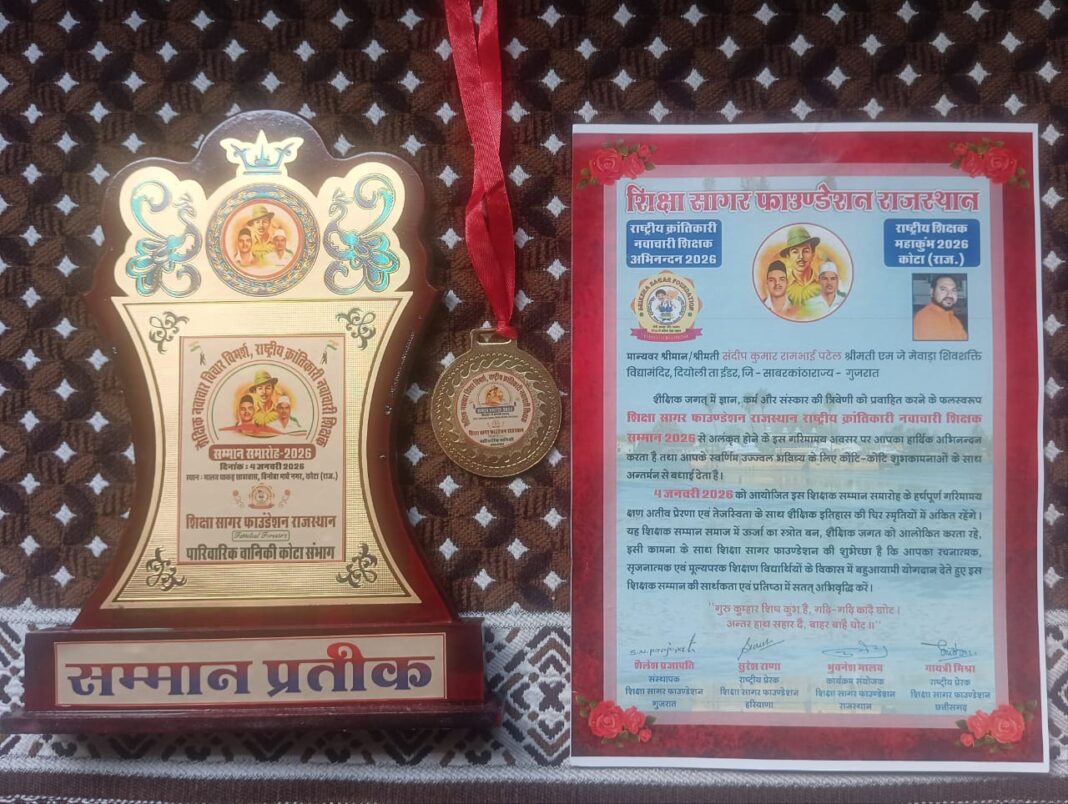 शिक्षक नवाचार विचार विमर्श, राष्ट्रीय क्रांतिकारी नवाचारी शिक्षक
सम्मान समारोह-2026
दिनांक : 4 जनवरी 2026
शिक्षा सागर फाउंडेशन राजस्थान
पारिवारिक वानिकी कोटा संभाग
सम्मान प्रतीक
शिक्षा सागर फाउण्डेशन राजस्थान
राष्ट्रीय क्रांतिकारी
नवाचारी शिक्षक
अभिनन्दन 2026
राष्ट्रीय शिक्षक
महाकुंभ 2026
कोटा (राज.)
SHIKSHA SAGAR FOUNDATION
मान्यवर श्रीमान/श्रीमती संदीप कुमार रामभाई पटेल श्रीमती एम जे मेवाड़ा शिवशक्ति
विद्यामंदिर, दियोली ता ईडर, जि - साबरकांठाराज्य - गुजरात
शैक्षिक जगत् में ज्ञान, कर्म और संस्कार की त्रिवेणी को प्रवाहित करने के फलस्वरूप
शिक्षा सागर फाउण्डेशन राजस्थान राष्ट्रीय क्रांतिकारी नवाचारी शिक्षक
सम्मान 2026 से अलंकृत होने के इस गरिमामय अवसर पर आपका हार्दिक अभिनन्दन
करता है तथा आपके स्वर्णिम उज्ज्वल भविष्य के लिए कोटि-कोटि शुभकामनाओं के साथ
अन्तर्मन से बधाई देता है।
4 जनवरी 2026 को आयोजित इस शिक्षक सम्मान समारोह के हर्षपूर्ण गरिमामय
क्षण अतीव प्रेरणा एवं तेजस्विता के साथ शैक्षिक इतिहास की चिर स्मृतियों में अंकित रहेंगे।
यह शिक्षक सम्मान समाज में ऊर्जा का स्त्रोत बन, शैक्षिक जगत को आलोकित करता रहे,
इसी कामना के साथ शिक्षा सागर फाउण्डेशन की शुभेच्छा है कि आपका रचनात्मक,
सृजनात्मक एवं मूल्यपरक शिक्षण विद्यार्थियों के विकास में बहुआयामी योगदान देते हुए इस
शिक्षक सम्मान की सार्थकता एवं प्रतिष्ठा में सतत् अभिवृद्धि करें।
"गुरु कुम्हार शिष कुंभ है, गढ़ि-गढ़ि काढ़ै खोट।
अन्तर हाथ सहार दै, बाहर बाहै चोट॥"
शैलेश प्रजापति
संस्थापक
शिक्षा सागर फाउण्डेशन
गुजरात
सुरेश राणा
राष्ट्रीय प्रेरक
शिक्षा सागर फाउण्डेशन
हरियाणा
भुवनेश मालव
कार्यक्रम संयोजक
शिक्षा सागर फाउण्डेशन
राजस्थान
गायत्री मिश्रा
राष्ट्रीय प्रेरक
शिक्षा सागर फाउण्डेशन
छत्तीसगढ़